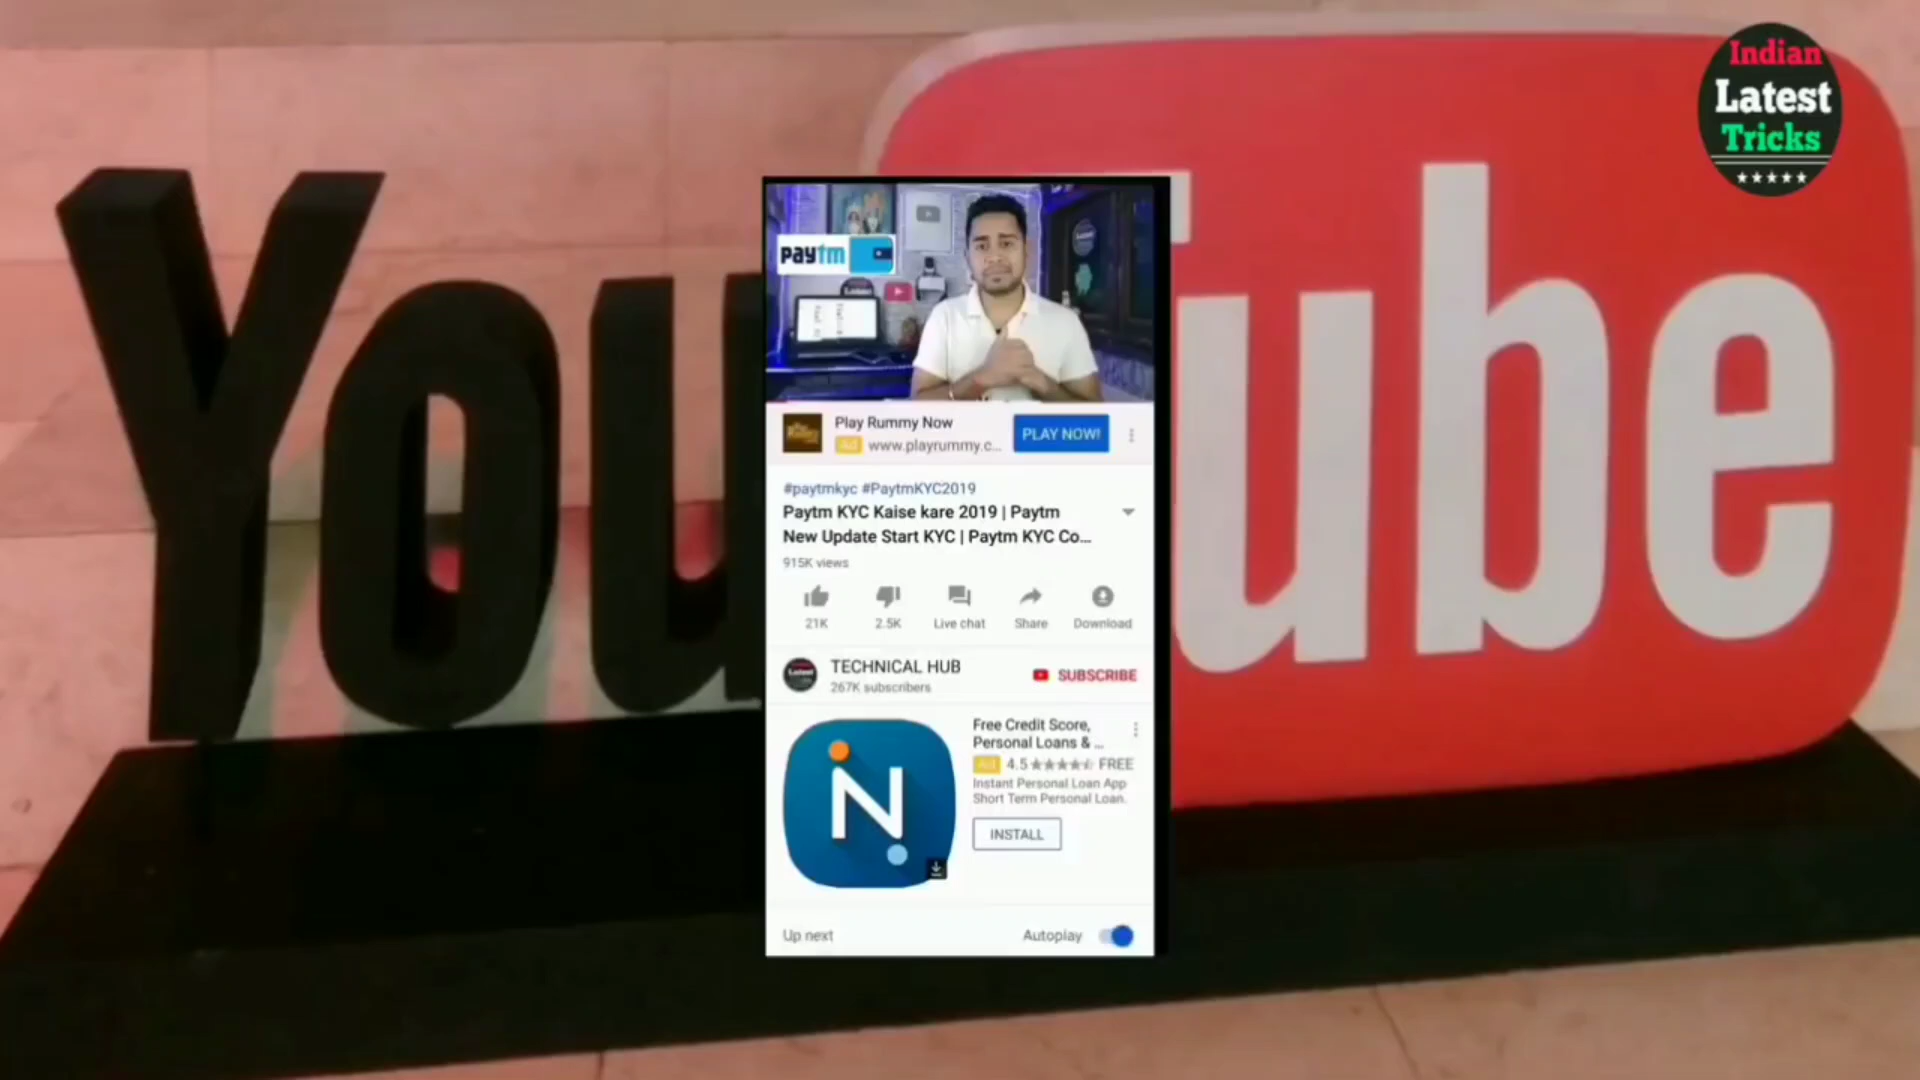 Indian
Latest
Tricks
YouTube
paytm
Play Rummy Now
PLAY NOW!
Ad www.playrummy.c...
#paytmkyc #PaytmKYC2019
Paytm KYC Kaise kare 2019 | Paytm
New Update Start KYC | Paytm KYC Co...
915K views
21K
2.5K
Live chat
Share
Download
TECHNICAL HUB
267K subscribers
SUBSCRIBE
N
Free Credit Score,
Personal Loans & ...
Ad 4.5 FREE
Instant Personal Loan App
Short Term Personal Loan.
INSTALL
Up next
Autoplay